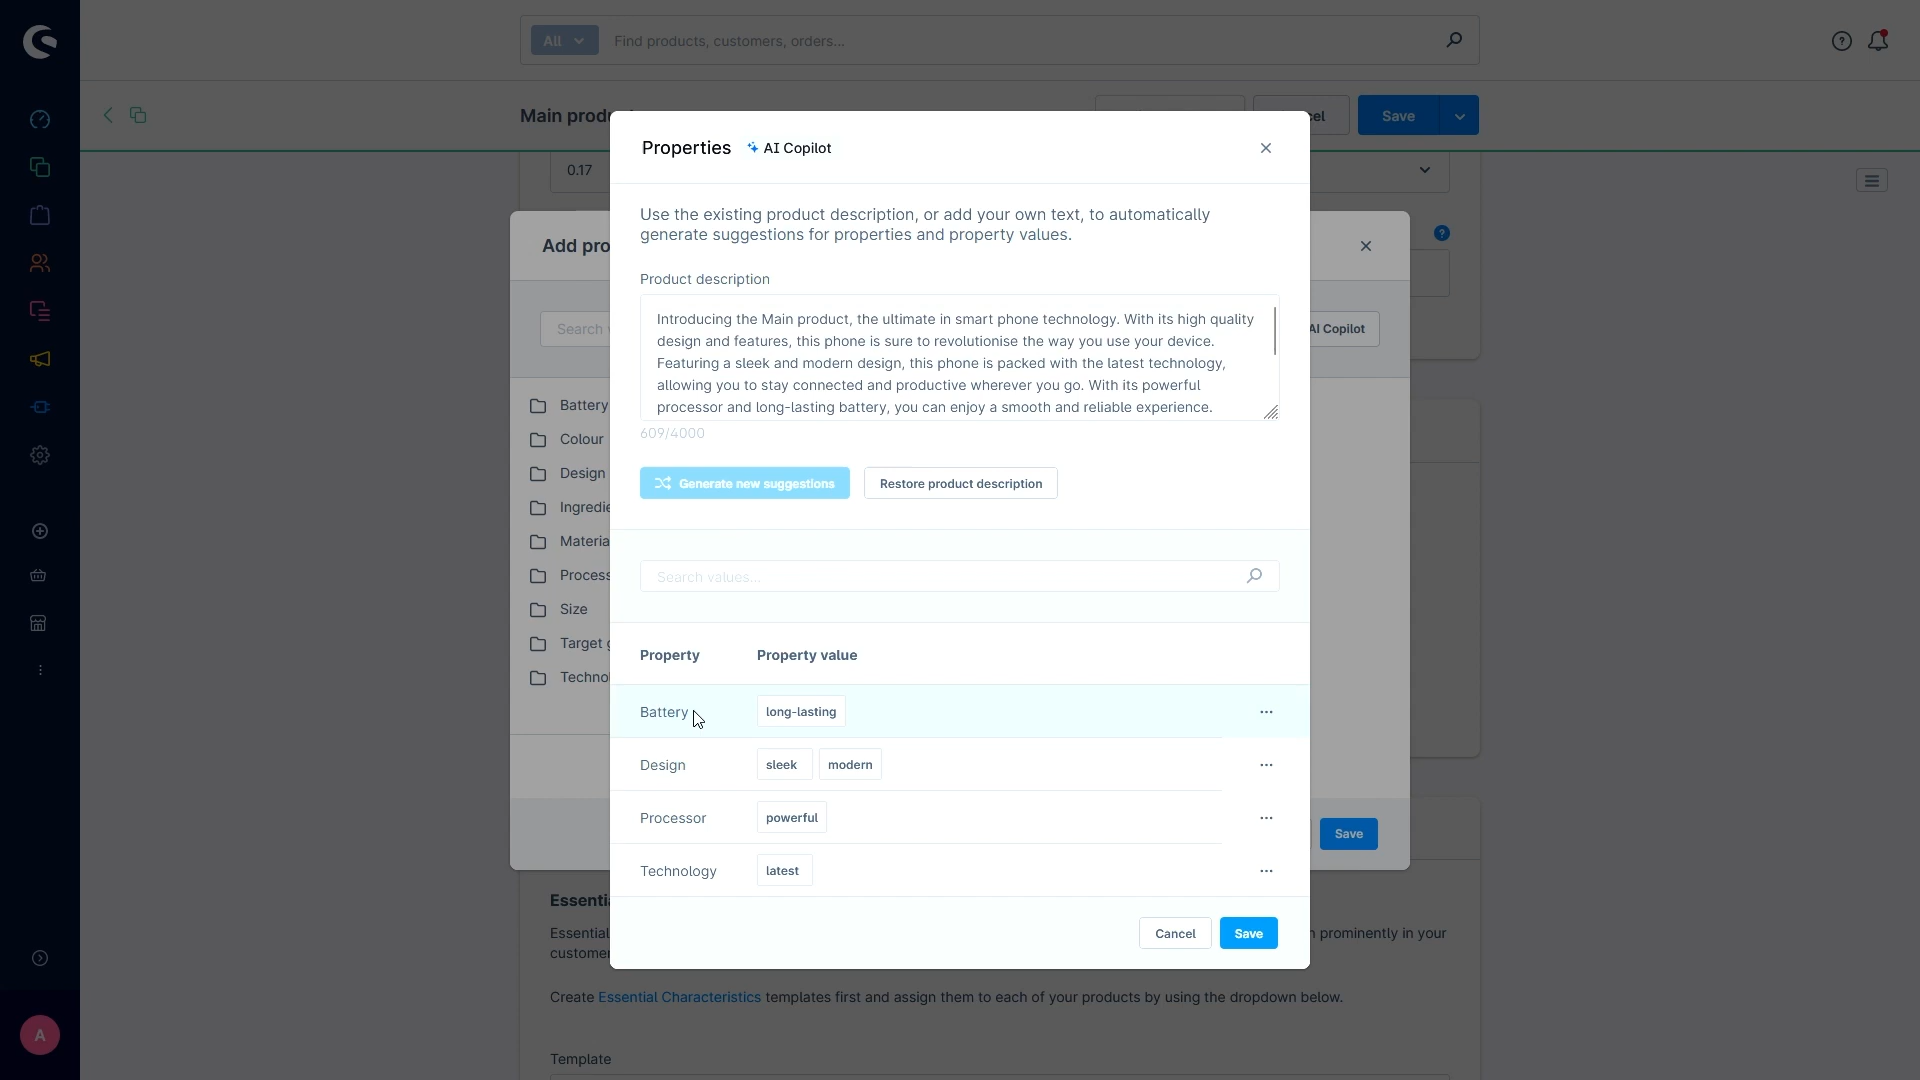 All
Find products, customers, orders...
Main produ
cel
Save
Properties
AI Copilot
0.17
Use the existing product description, or add your own text, to automatically
generate suggestions for properties and property values.
Add pro
Product description
Search
AI Copilot
Introducing the Main product, the ultimate in smart phone technology. With its high quality
design and features, this phone is sure to revolutionise the way you use your device.
Featuring a sleek and modern design, this phone is packed with the latest technology,
allowing you to stay connected and productive wherever you go. With its powerful
processor and long-lasting battery, you can enjoy a smooth and reliable experience.
609/4000
Battery
Colour
Design
Ingredie
Materia
Process
Size
Target g
Technol
Generate new suggestions
Restore product description
Search values...
Property
Property value
Battery
long-lasting
Design
sleek
modern
Processor
powerful
Technology
latest
Save
Cancel
Save
Essentia
Essential
n prominently in your
custome
Create Essential Characteristics templates first and assign them to each of your products by using the dropdown below.
Template
A